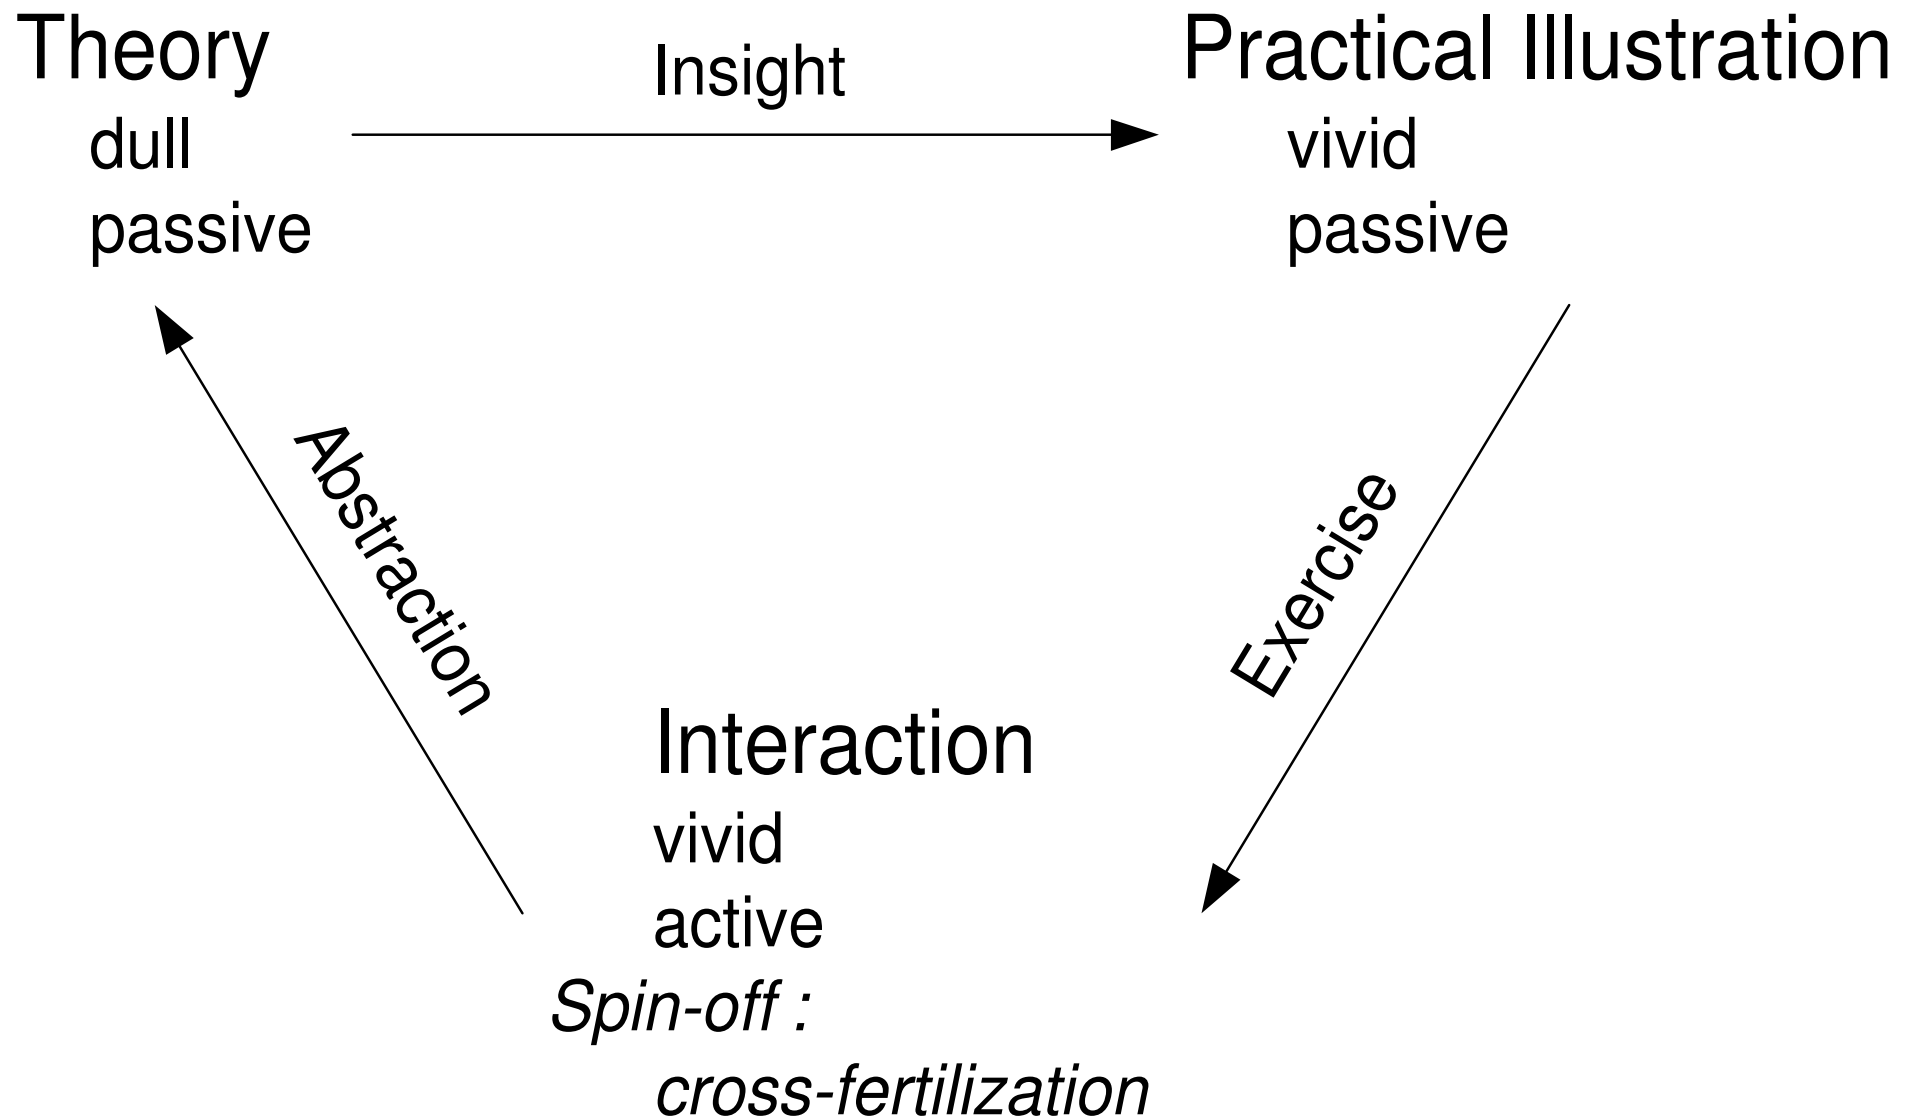 Theory
dull
passive
Insight
Practical Illustration
vivid
passive
Abstraction
Exercise
Interaction
vivid
active
Spin-off :
cross-fertilization